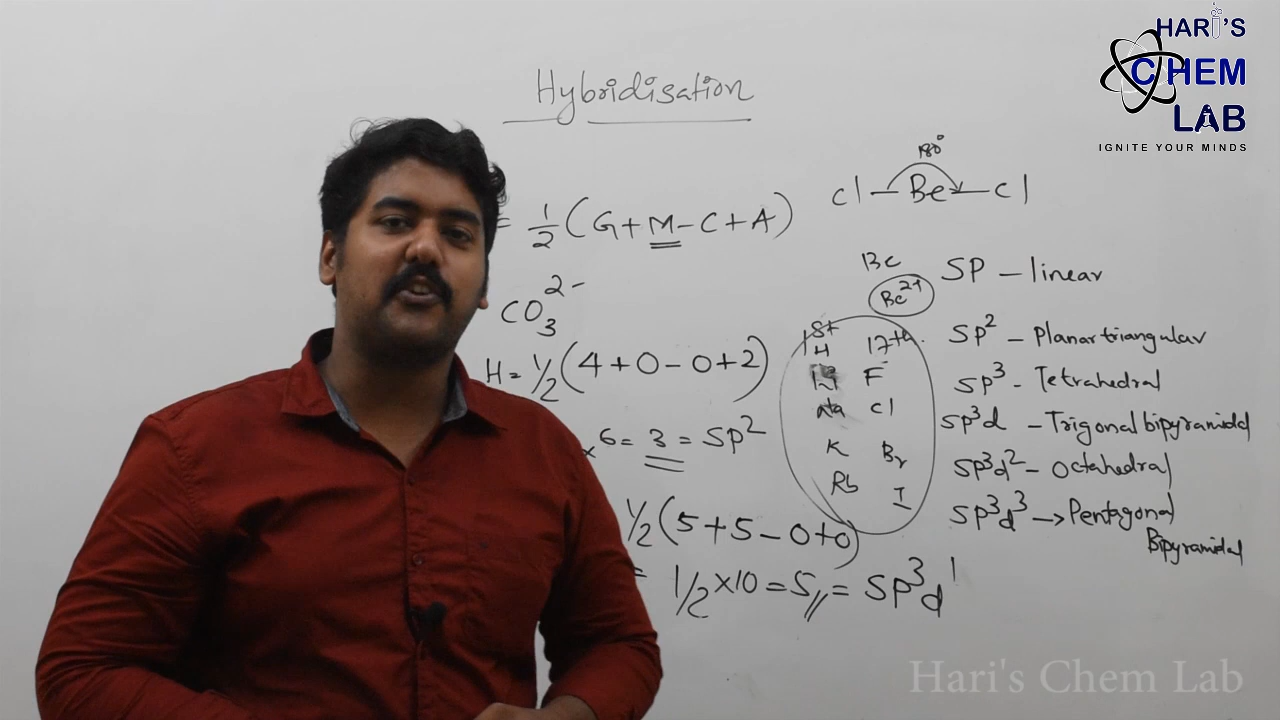 HARI'S
CHEM
LAB
IGNITE YOUR MINDS
Hybridisation
= 1/2 (G+M-C+A)
Cl - Be - Cl
180°
CO3 2-
Be
Be2+
SP - linear
H = 1/2 (4+0-0+2)
1st 17th
H F
Na Cl
K Br
Rb I
SP2 - Planar triangular
SP3 - Tetrahedral
SP3d - Trigonal bipyramidal
SP3d2 - Octahedral
SP3d3 → Pentagonal
Bipyramidal
× 6 = 3 = SP2
1/2 (5+5-0+0)
= 1/2 × 10 = 5,, = SP3d1
Hari's Chem Lab